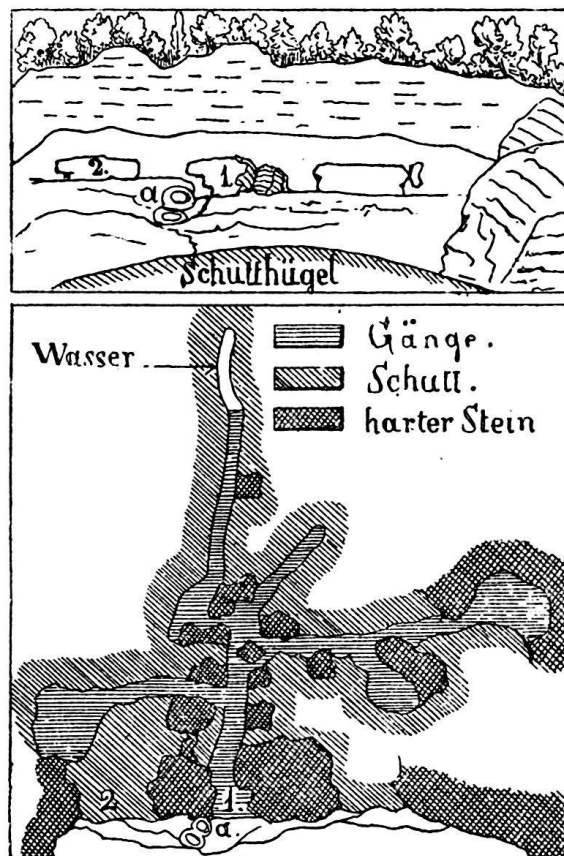 2.
1.
a
Schutthügel
Wasser
Gänge.
Schutt.
harter Stein
2
1.
a.